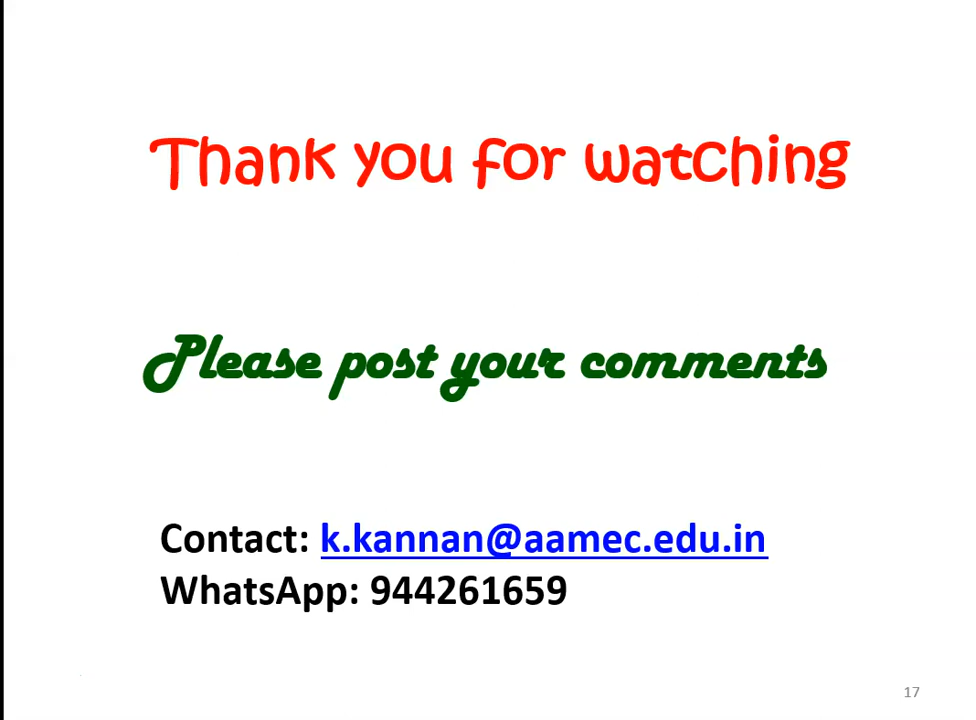 Thank you for watching
Please post your comments
Contact: k.kannan@aamec.edu.in
WhatsApp: 944261659
17